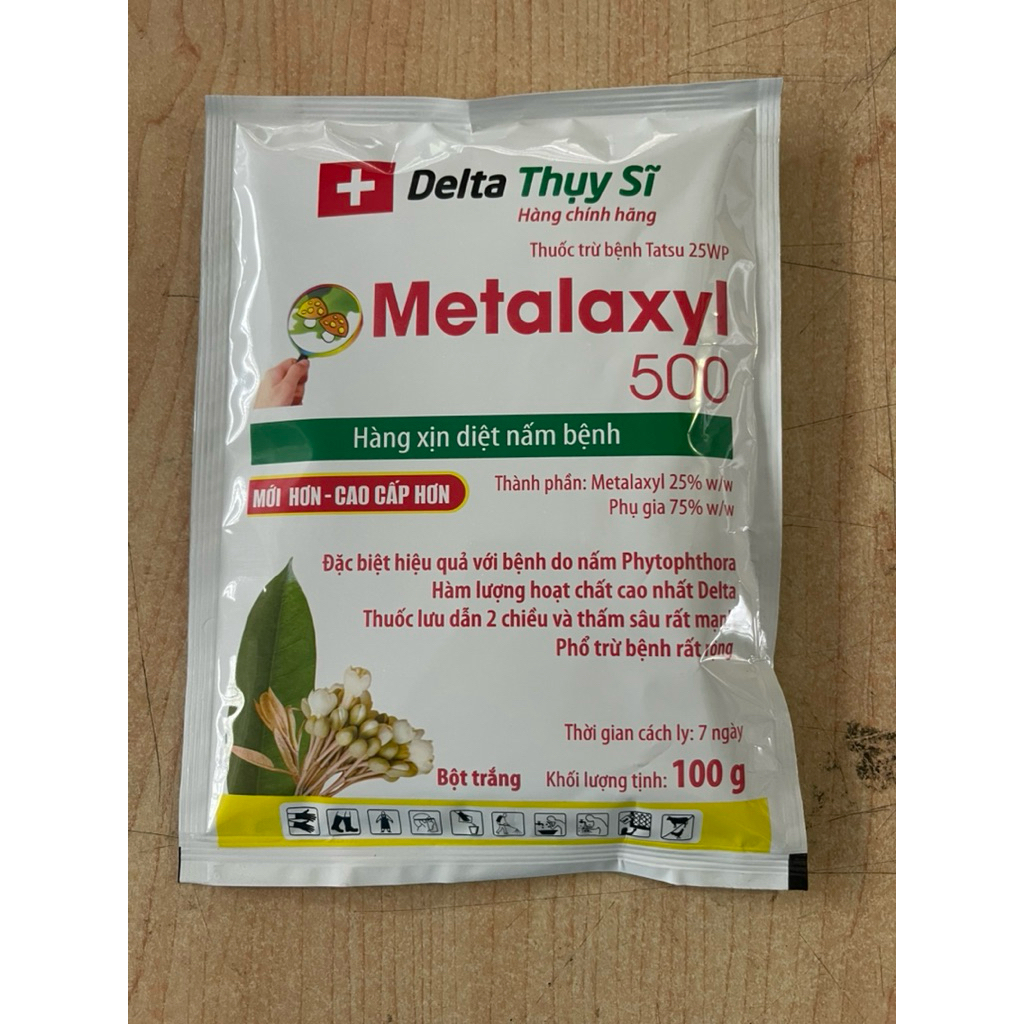 Delta Thụy Sĩ
Hàng chính hãng
Thuốc trừ bệnh Tatsu 25WP
Metalaxyl
500
Hàng xịn diệt nấm bệnh
MỚI HƠN - CAO CẤP HƠN
Thành phần: Metalaxyl 25% w/w
Phụ gia 75% w/w
Đặc biệt hiệu quả với bệnh do nấm Phytophthora
Hàm lượng hoạt chất cao nhất Delta
Thuốc lưu dẫn 2 chiều và thấm sâu rất mạnh
Phổ trừ bệnh rất rộng
Thời gian cách ly: 7 ngày
Bột trắng Khối lượng tịnh: 100 g